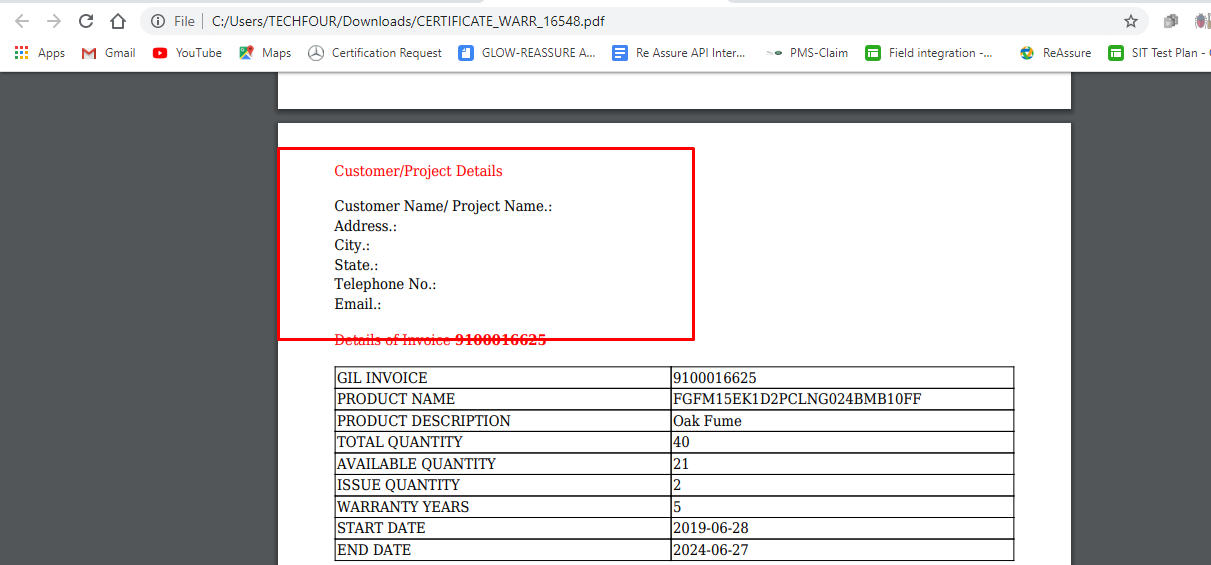 File C:/Users/TECHFOUR/Downloads/CERTIFICATE_WARR_16548.pdf
Apps Gmail YouTube Maps Certification Request GLOW-REASSURE A... Re Assure API Inter... PMS-Claim Field integration -... ReAssure SIT Test Plan -
Customer/Project Details
Customer Name/ Project Name.:
Address.:
City.:
State.:
Telephone No.:
Email.:
Details of Invoice 9100016625
GIL INVOICE 9100016625
PRODUCT NAME FGFM15EK1D2PCLNG024BMB10FF
PRODUCT DESCRIPTION Oak Fume
TOTAL QUANTITY 40
AVAILABLE QUANTITY 21
ISSUE QUANTITY 2
WARRANTY YEARS 5
START DATE 2019-06-28
END DATE 2024-06-27